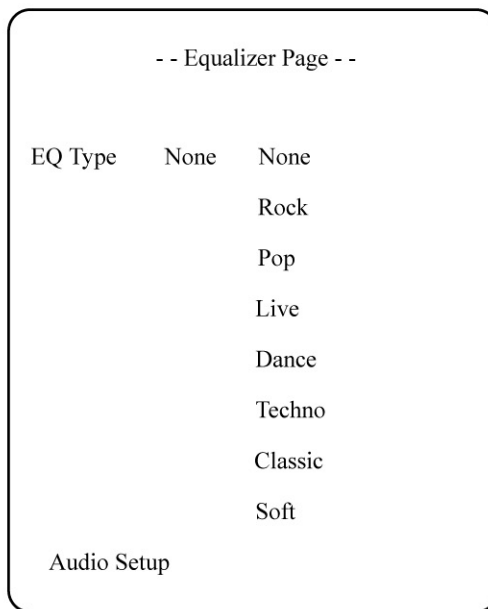 - - Equalizer Page - -
EQ Type None None
Rock
Pop
Live
Dance
Techno
Classic
Soft
Audio Setup